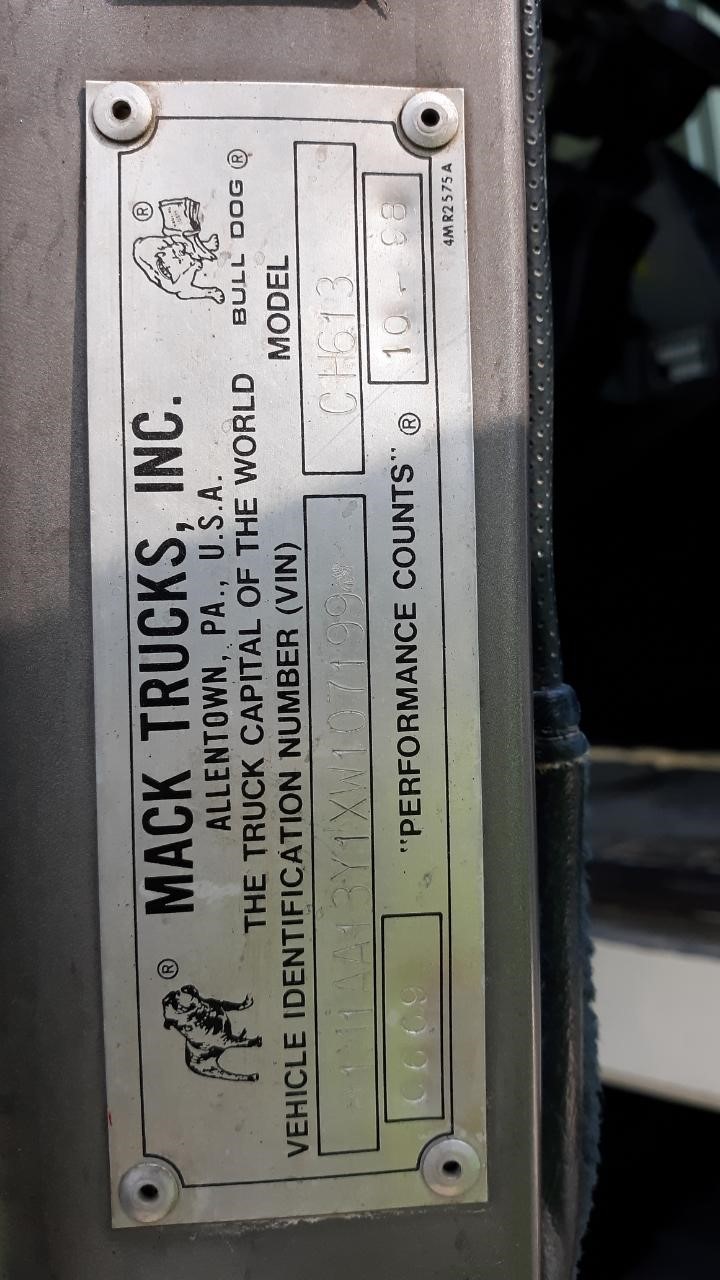 ® MACK TRUCKS, INC. ®
ALLENTOWN, PA., U.S.A.
THE TRUCK CAPITAL OF THE WORLD BULL DOG ®
VEHICLE IDENTIFICATION NUMBER (VIN) MODEL
1M1AA13Y1XW107199 CH613
"PERFORMANCE COUNTS" ® 10-98
4MR2575A